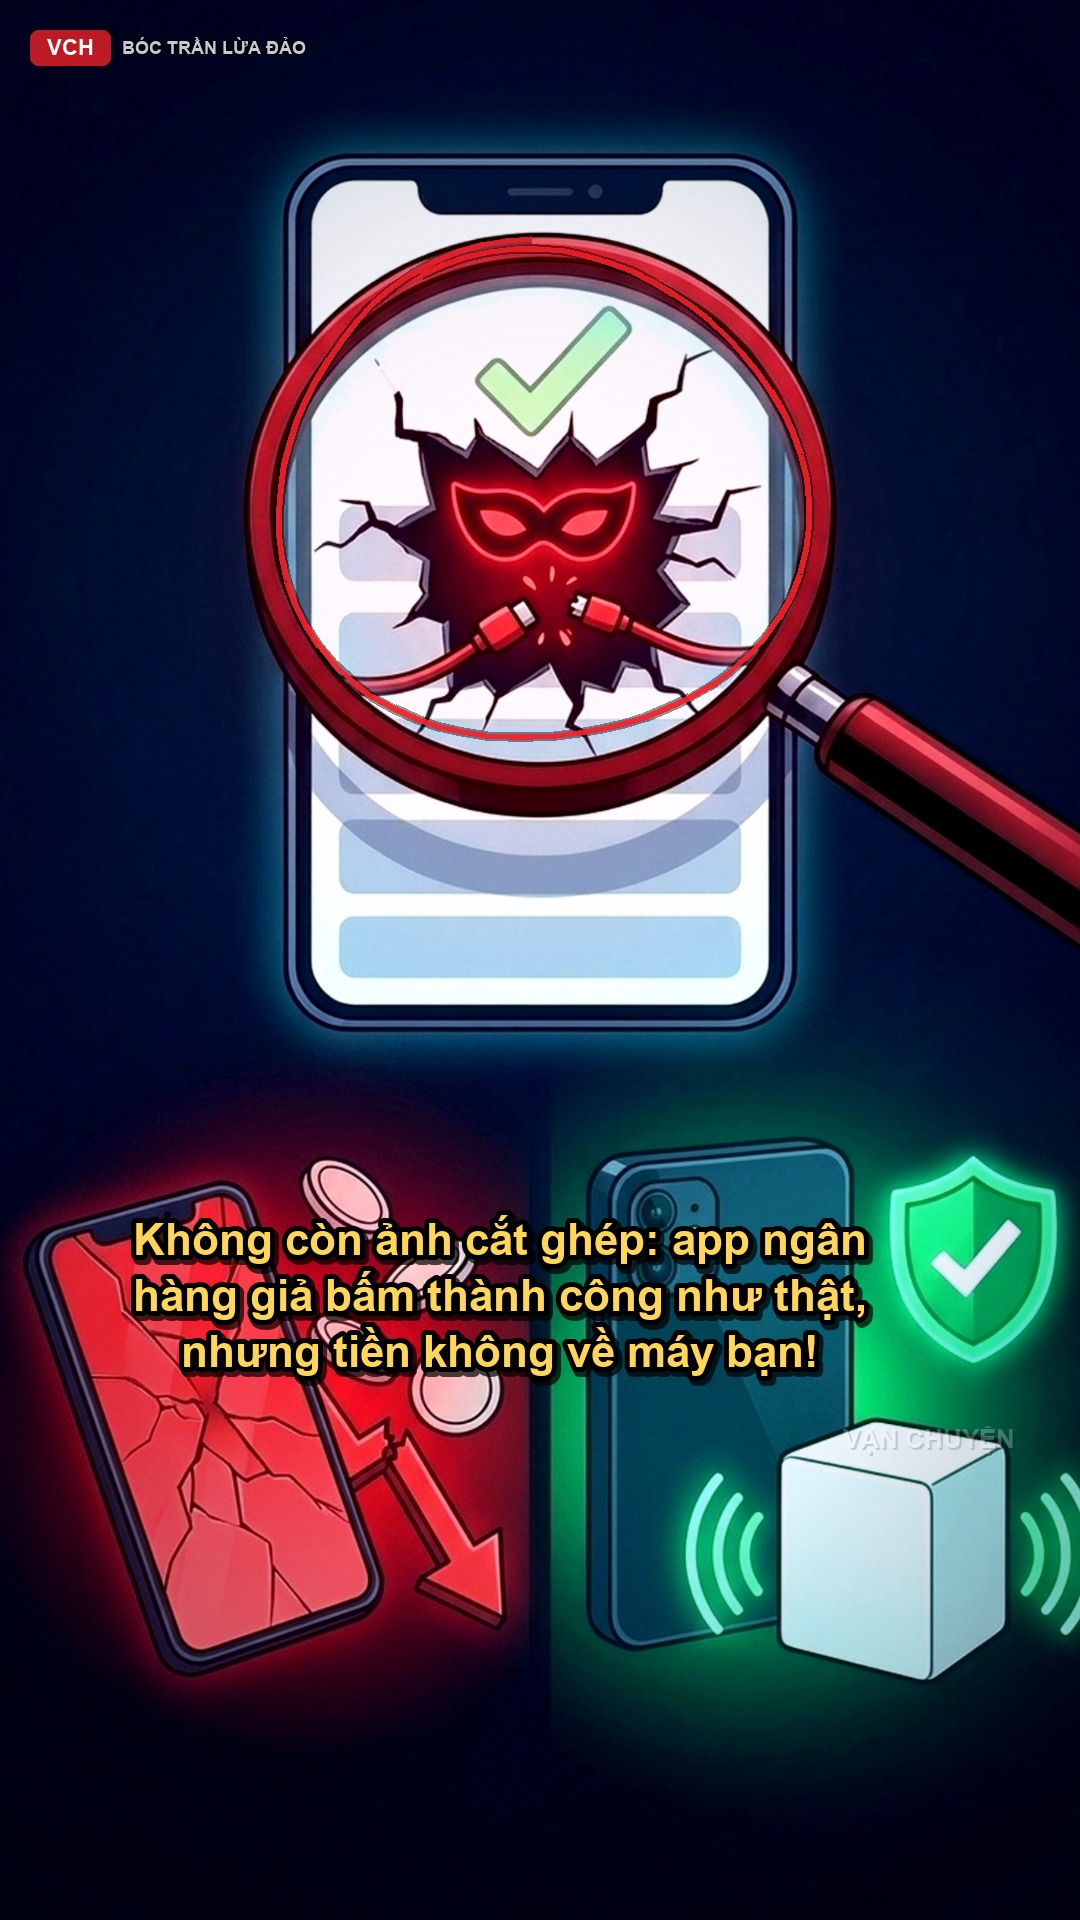 VCH BÓC TRẦN LỪA ĐẢO
Không còn ảnh cắt ghép: app ngân
hàng giả bấm thành công như thật,
nhưng tiền không về máy bạn!
VẠN CHUYỆN